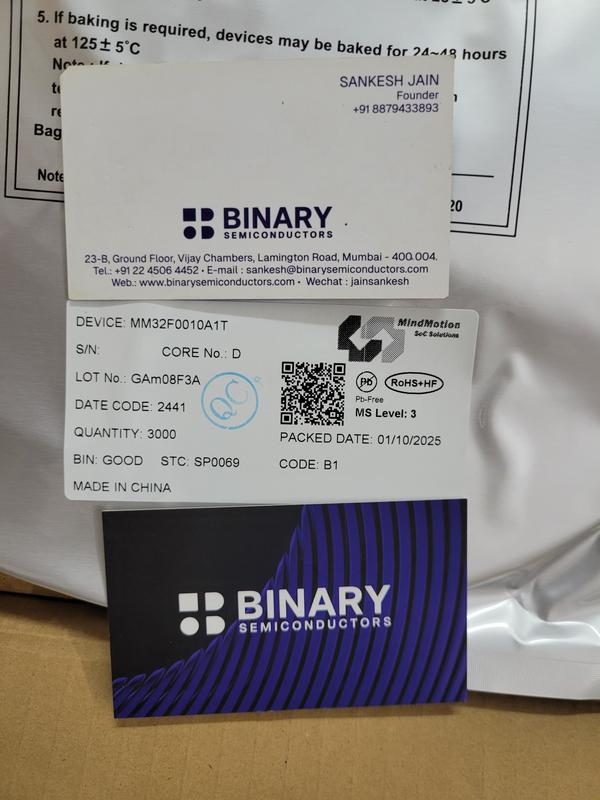 5. If baking is required, devices may be baked for 24~48 hours
at 125± 5°C
Bag
Note
20
SANKESH JAIN
Founder
+91 8879433893
BINARY
SEMICONDUCTORS
23-B, Ground Floor, Vijay Chambers, Lamington Road, Mumbai - 400 004.
Tel.: +91 22 4506 4452 • E-mail : sankesh@binarysemiconductors.com
Web.: www.binarysemiconductors.com • Wechat : jainsankesh
DEVICE: MM32F0010A1T
MindMotion
SoC Solutions
S/N: CORE No.: D
LOT No.: GAm08F3A
QC
Pb
RoHS+HF
Pb-Free
DATE CODE: 2441
MS Level: 3
QUANTITY: 3000
PACKED DATE: 01/10/2025
BIN: GOOD STC: SP0069
CODE: B1
MADE IN CHINA
BINARY
SEMICONDUCTORS